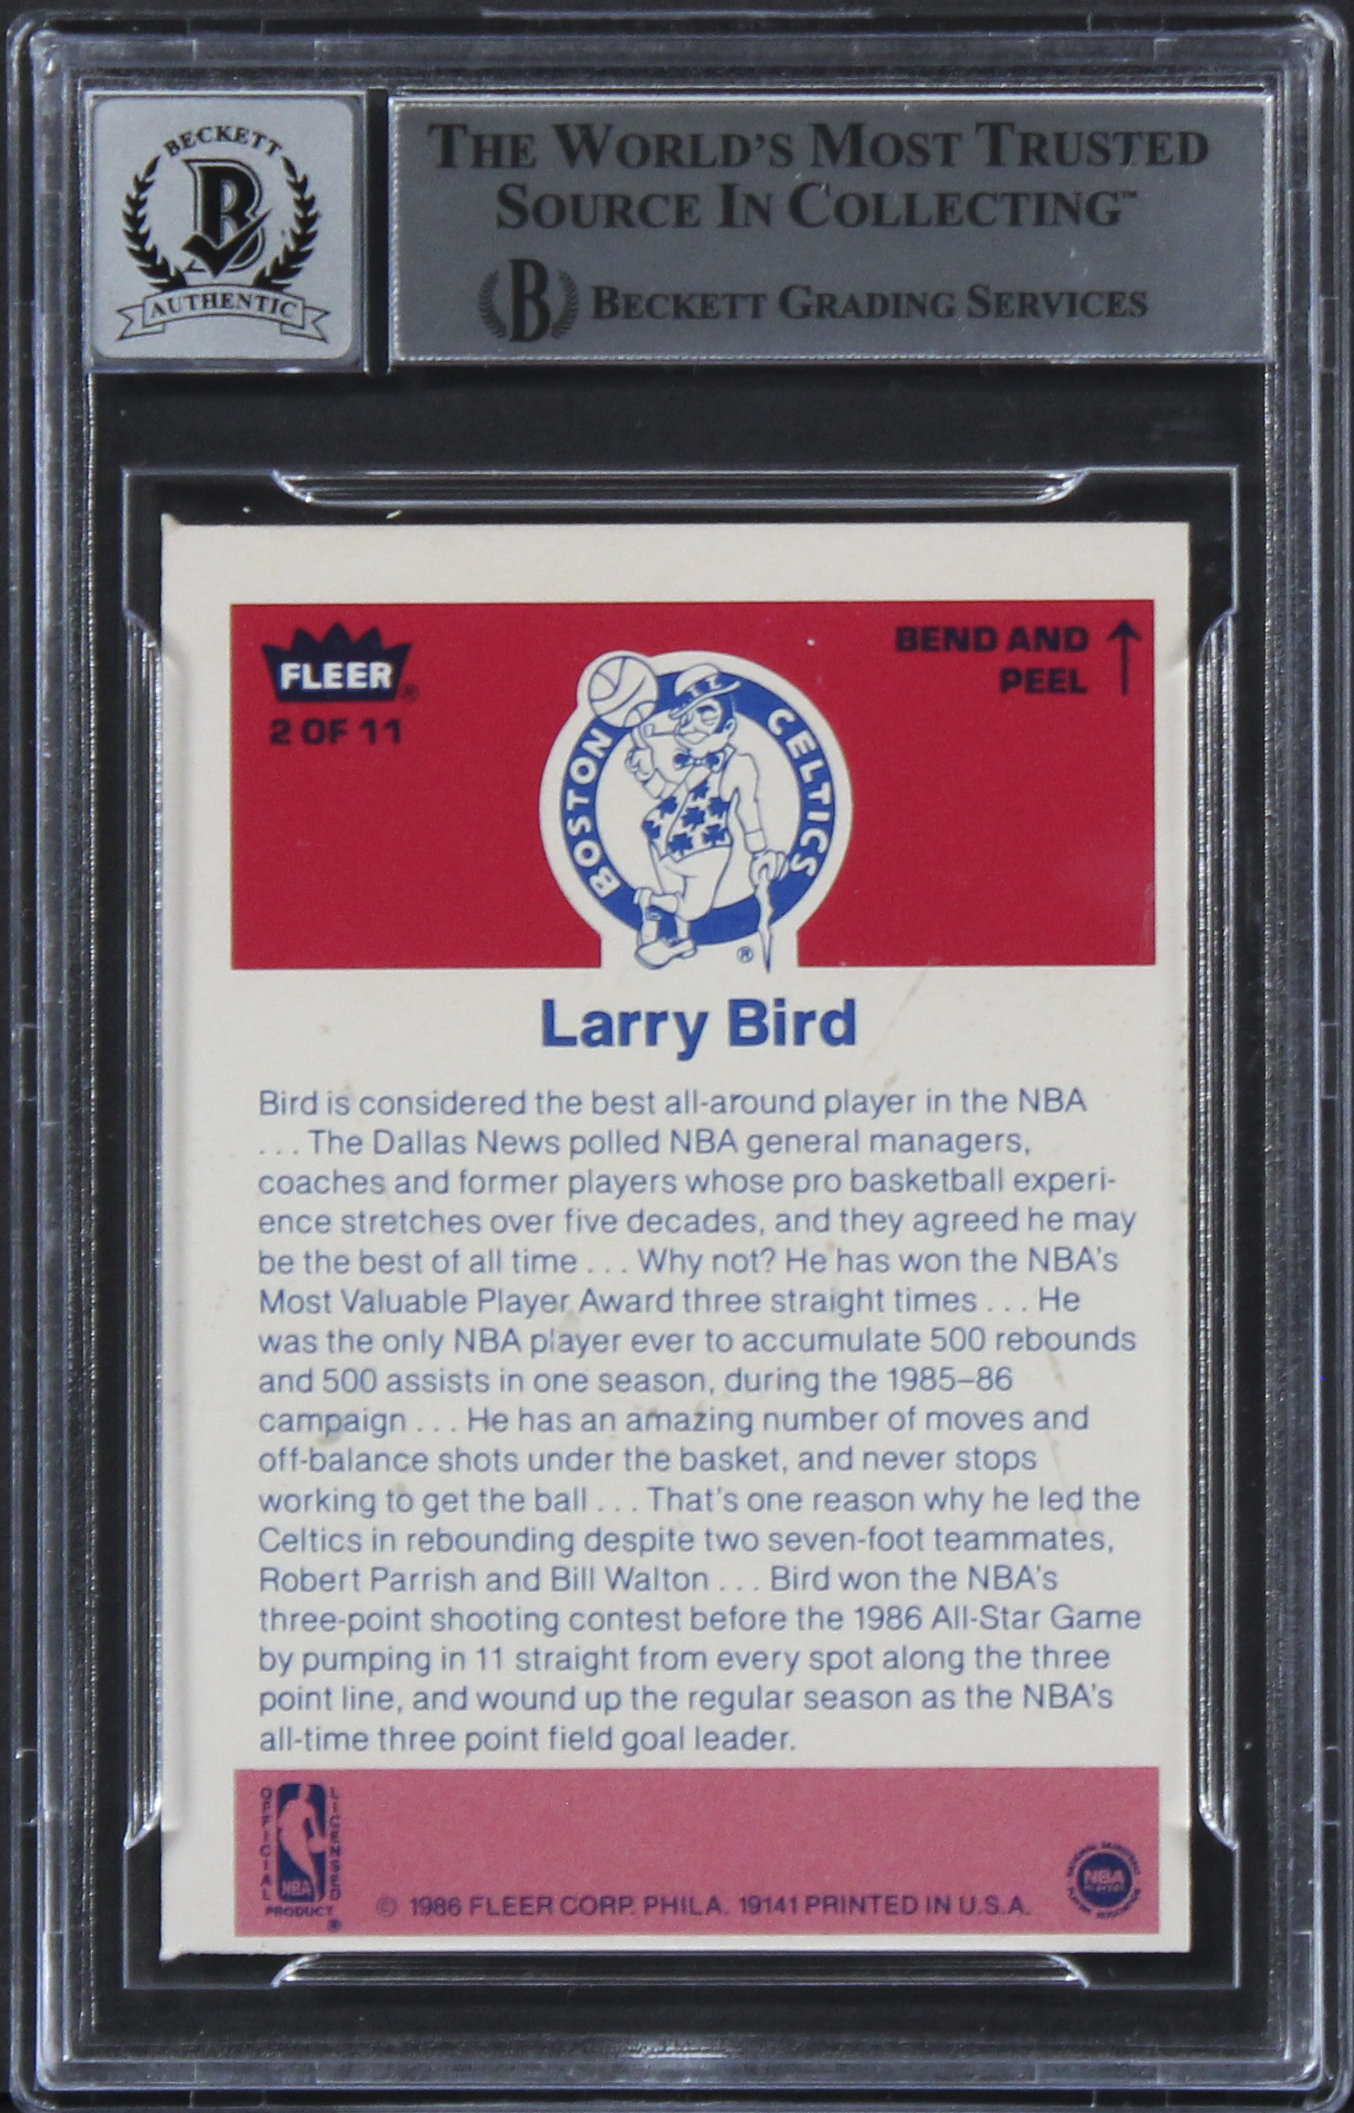 BECKETT
AUTHENTIC
THE WORLD'S MOST TRUSTED
SOURCE IN COLLECTING™
B BECKETT GRADING SERVICES
FLEER®
2 OF 11
BEND AND
PEEL
BOSTON CELTICS
®
Larry Bird
Bird is considered the best all-around player in the NBA
. . . The Dallas News polled NBA general managers,
coaches and former players whose pro basketball experi-
ence stretches over five decades, and they agreed he may
be the best of all time . . . Why not? He has won the NBA's
Most Valuable Player Award three straight times . . . He
was the only NBA player ever to accumulate 500 rebounds
and 500 assists in one season, during the 1985–86
campaign . . . He has an amazing number of moves and
off-balance shots under the basket, and never stops
working to get the ball . . . That's one reason why he led the
Celtics in rebounding despite two seven-foot teammates,
Robert Parrish and Bill Walton . . . Bird won the NBA's
three-point shooting contest before the 1986 All-Star Game
by pumping in 11 straight from every spot along the three
point line, and wound up the regular season as the NBA's
all-time three point field goal leader.
OFFICIAL LICENSED
NBA
PRODUCT
®
© 1986 FLEER CORP. PHILA. 19141 PRINTED IN U.S.A.
NATIONAL BASKETBALL
NBA
PLAYERS